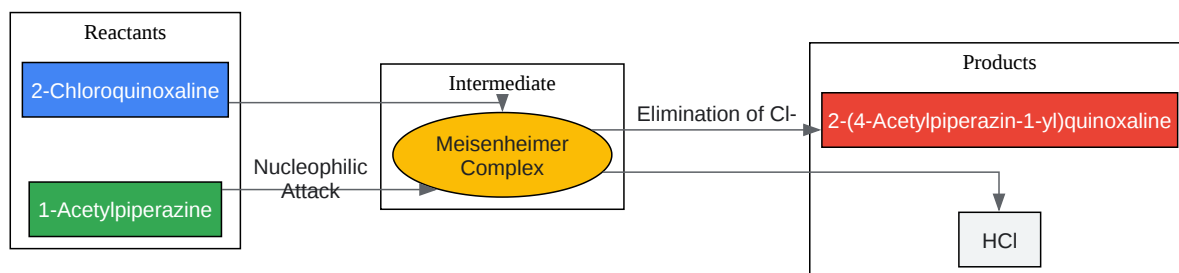 Reactants
2-Chloroquinoxaline
1-Acetylpiperazine
Nucleophilic
Attack
Intermediate
Meisenheimer
Complex
Elimination of Cl-
Products
2-(4-Acetylpiperazin-1-yl)quinoxaline
HCl